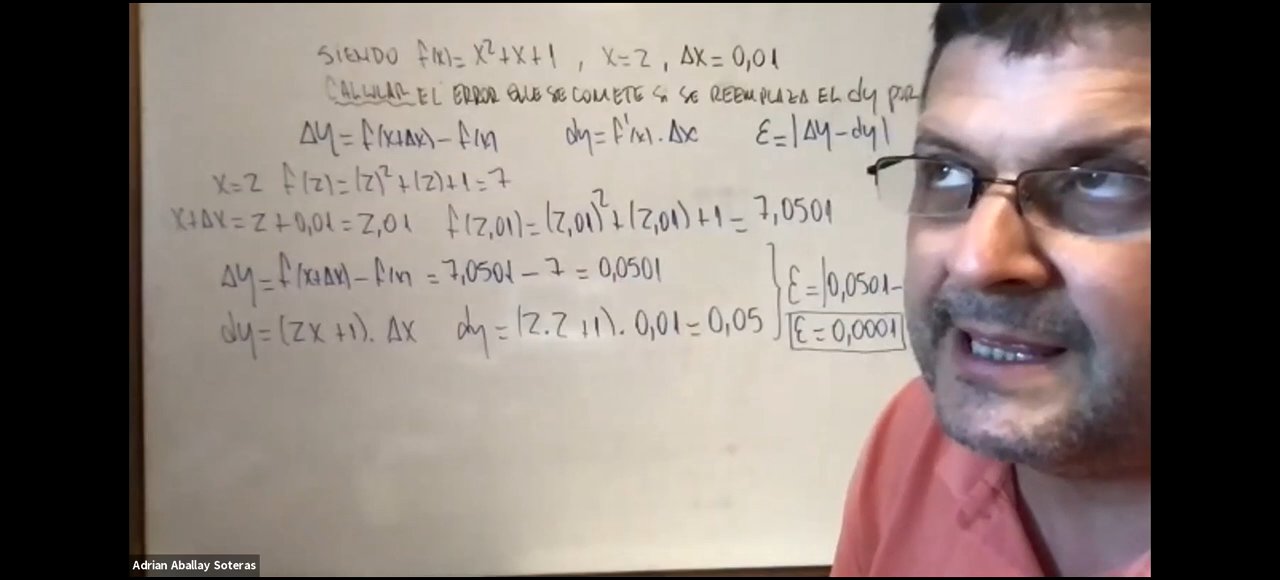 SIENDO f(x)= x²+x+1 , x=2 , Δx= 0,01
CALCULAR EL ERROR QUE SE COMETE SI SE REEMPLAZA EL dy POR
Δy=f(x+Δx)-f(x) dy=f'(x).Δx ε=|Δy-dy|
x=2 f(2)=(2)²+(2)+1=7
x+Δx=2+0,01=2,01 f(2,01)=(2,01)²+(2,01)+1=7,0501
Δy=f(x+Δx)-f(x)=7,0501-7=0,0501
ε=|0,0501-
dy=(2x+1).Δx dy=(2.2+1).0,01=0,05
ε=0,0001
Adrian Aballay Soteras